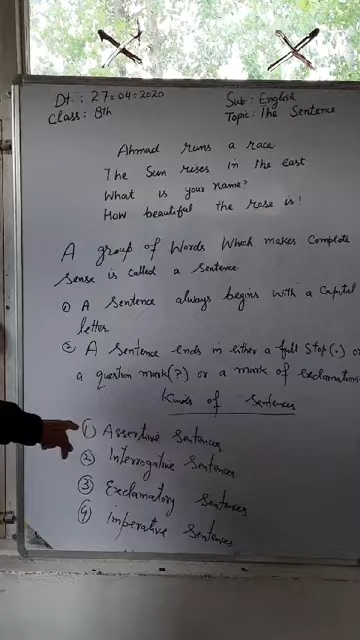 Dt.: 27-04-2020
Sub: English
Class: 8th
Topic: The Sentence
Ahmad runs a race
The Sun rises in the east
What is your name?
How beautiful the rose is!
A group of Words Which makes Complete
Sense is called a Sentence
① A Sentence always begins with a Capital
letter
② A Sentence ends in either a full Stop(.) or
a question mark(?) or a mark of exclamation
Kinds of Sentences
① Assertive Sentences
② Interrogative Sentences
③ Exclamatory Sentences
④ Imperative Sentences